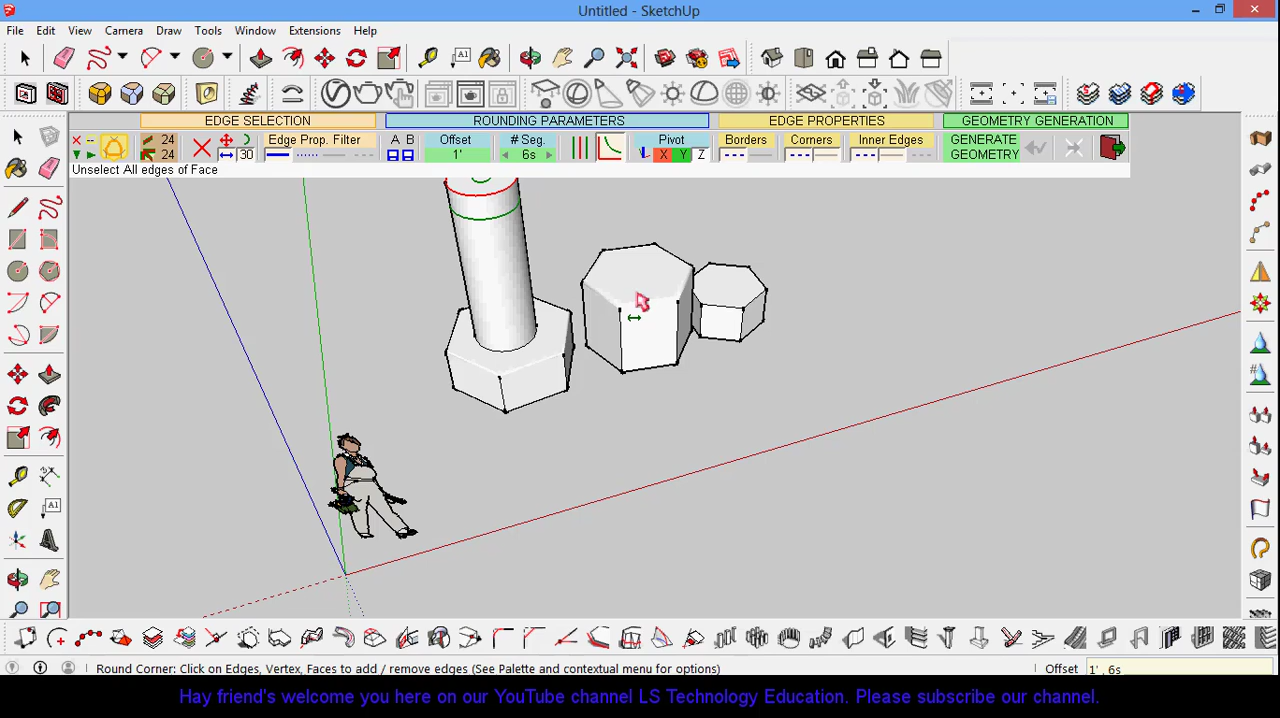 Untitled - SketchUp
File Edit View Camera Draw Tools Window Extensions Help
EDGE SELECTION ROUNDING PARAMETERS EDGE PROPERTIES GEOMETRY GENERATION
24 Edge Prop. Filter A B Offset # Seg. Pivot Borders Corners Inner Edges GENERATE
24 30 1' 6s X Y Z GEOMETRY
Unselect All edges of Face
Round Corner: Click on Edges, Vertex, Faces to add / remove edges (See Palette and contextual menu for options) Offset 1' , 6s
Hay friend's welcome you here on our YouTube channel LS Technology Education. Please subscribe our channel.